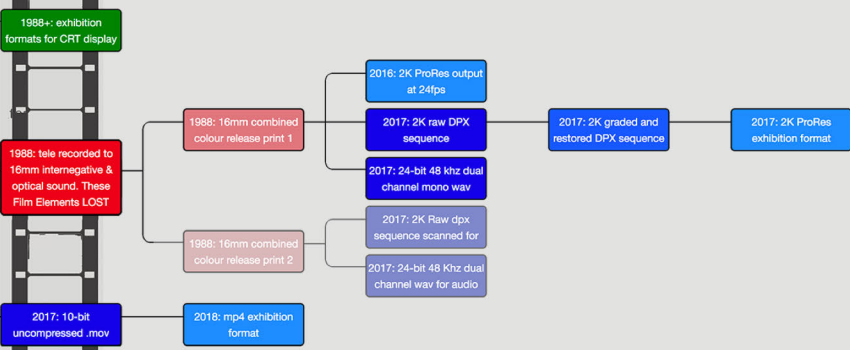 1988+: exhibition
formats for CRT display
1988: tele recorded to
16mm internegative &
optical sound. These
Film Elements LOST
1988: 16mm combined
colour release print 1
1988: 16mm combined
colour release print 2
2016: 2K ProRes output
at 24fps
2017: 2K raw DPX
sequence
2017: 24-bit 48 khz dual
channel mono wav
2017: 2K Raw dpx
sequence scanned for
2017: 24-bit 48 Khz dual
channel wav for audio
2017: 2K graded and
restored DPX sequence
2017: 2K ProRes
exhibition format
2017: 10-bit
uncompressed .mov
2018: mp4 exhibition
format